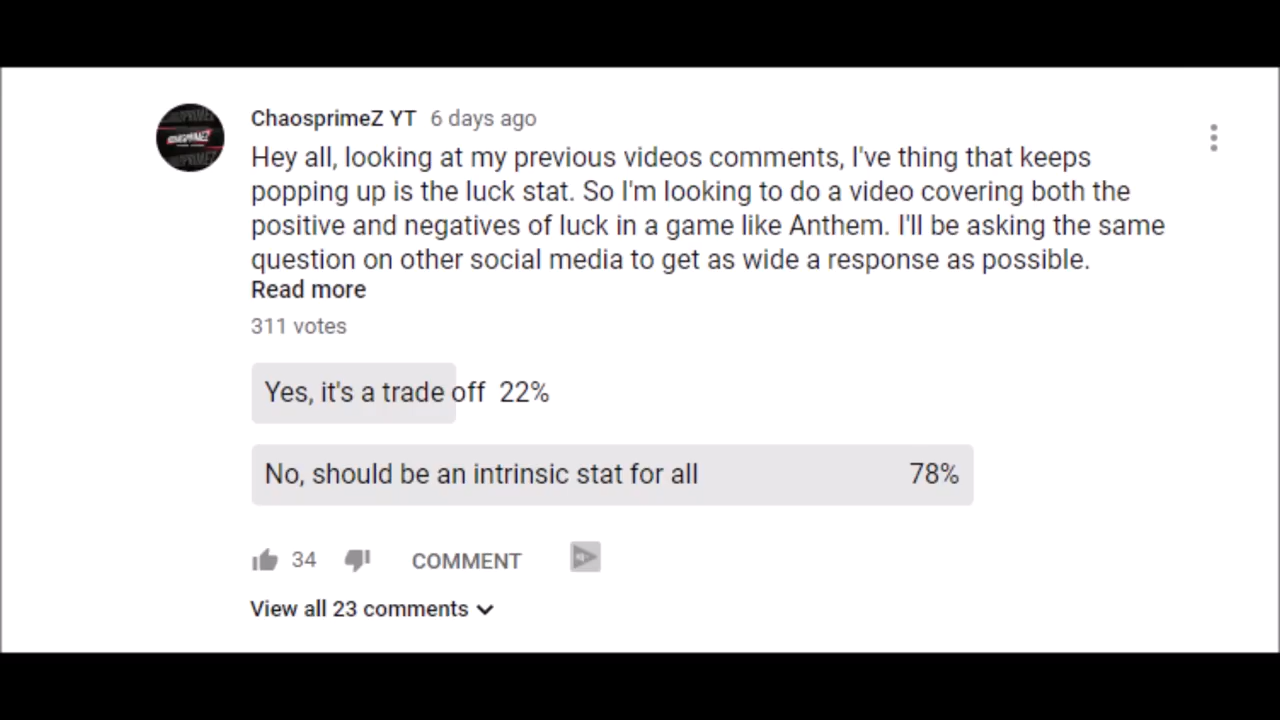 ChaosprimeZ YT 6 days ago
Hey all, looking at my previous videos comments, I've thing that keeps
popping up is the luck stat. So I'm looking to do a video covering both the
positive and negatives of luck in a game like Anthem. I'll be asking the same
question on other social media to get as wide a response as possible.
Read more
311 votes
Yes, it's a trade off 22%
No, should be an intrinsic stat for all 78%
34 COMMENT
View all 23 comments